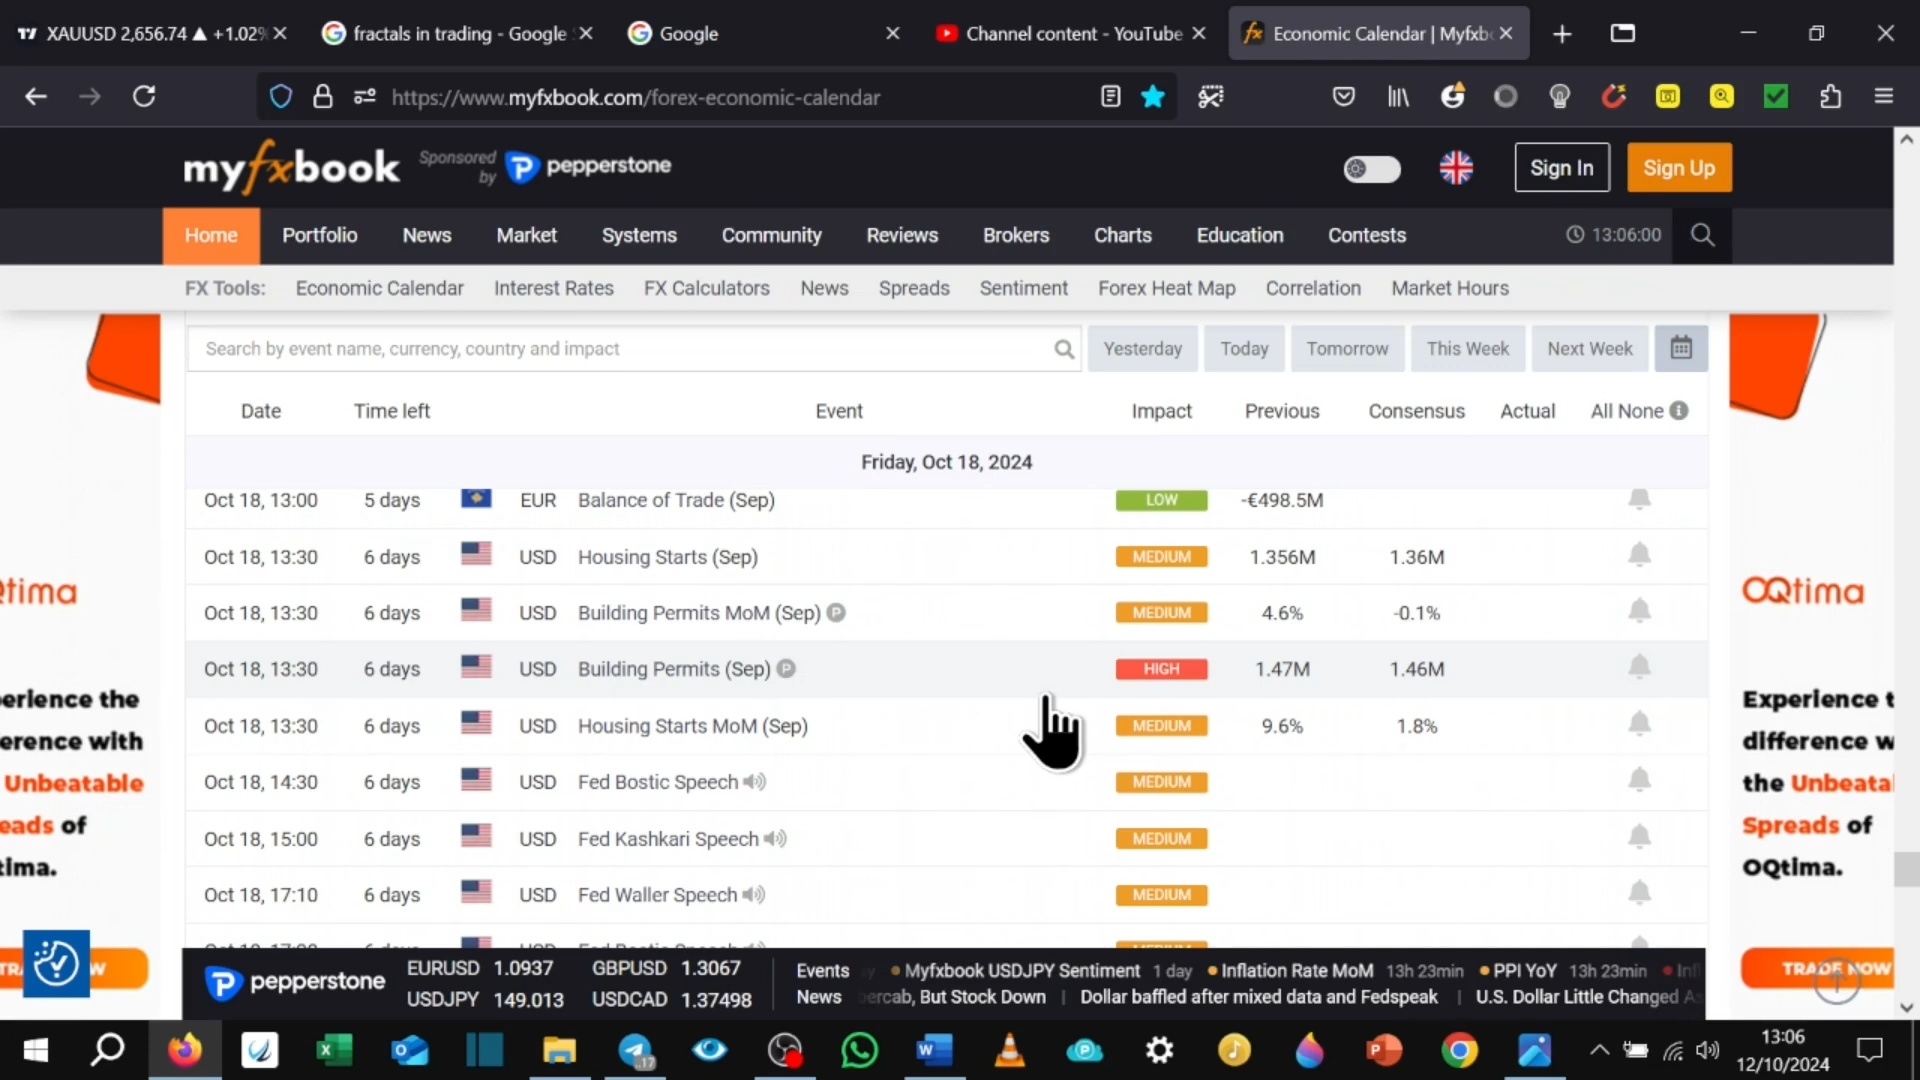 XAUUSD 2,656.74 ▲ +1.02%
fractals in trading - Google
Google
Channel content - YouTube
Economic Calendar | Myfxb
https://www.myfxbook.com/forex-economic-calendar
myfxbook Sponsored by pepperstone
Sign In Sign Up
Home Portfolio News Market Systems Community Reviews Brokers Charts Education Contests 13:06:00
FX Tools: Economic Calendar Interest Rates FX Calculators News Spreads Sentiment Forex Heat Map Correlation Market Hours
Search by event name, currency, country and impact Yesterday Today Tomorrow This Week Next Week
Date Time left Event Impact Previous Consensus Actual All None
Friday, Oct 18, 2024
Oct 18, 13:00 5 days EUR Balance of Trade (Sep) LOW -€498.5M
Oct 18, 13:30 6 days USD Housing Starts (Sep) MEDIUM 1.356M 1.36M
Oct 18, 13:30 6 days USD Building Permits MoM (Sep) P MEDIUM 4.6% -0.1%
Oct 18, 13:30 6 days USD Building Permits (Sep) P HIGH 1.47M 1.46M
Oct 18, 13:30 6 days USD Housing Starts MoM (Sep) MEDIUM 9.6% 1.8%
Oct 18, 14:30 6 days USD Fed Bostic Speech MEDIUM
Oct 18, 15:00 6 days USD Fed Kashkari Speech MEDIUM
Oct 18, 17:10 6 days USD Fed Waller Speech MEDIUM
tima
erience the
erence with
Unbeatable
eads of
tima.
OQtima
Experience t
difference w
the Unbeatal
Spreads of
OQtima.
TRADE NOW
pepperstone
EURUSD 1.0937 GBPUSD 1.3067
USDJPY 149.013 USDCAD 1.37498
Events Myfxbook USDJPY Sentiment 1 day Inflation Rate MoM 13h 23min PPI YoY 13h 23min Inf
News ercab, But Stock Down | Dollar baffled after mixed data and Fedspeak | U.S. Dollar Little Changed A
17
13:06
12/10/2024